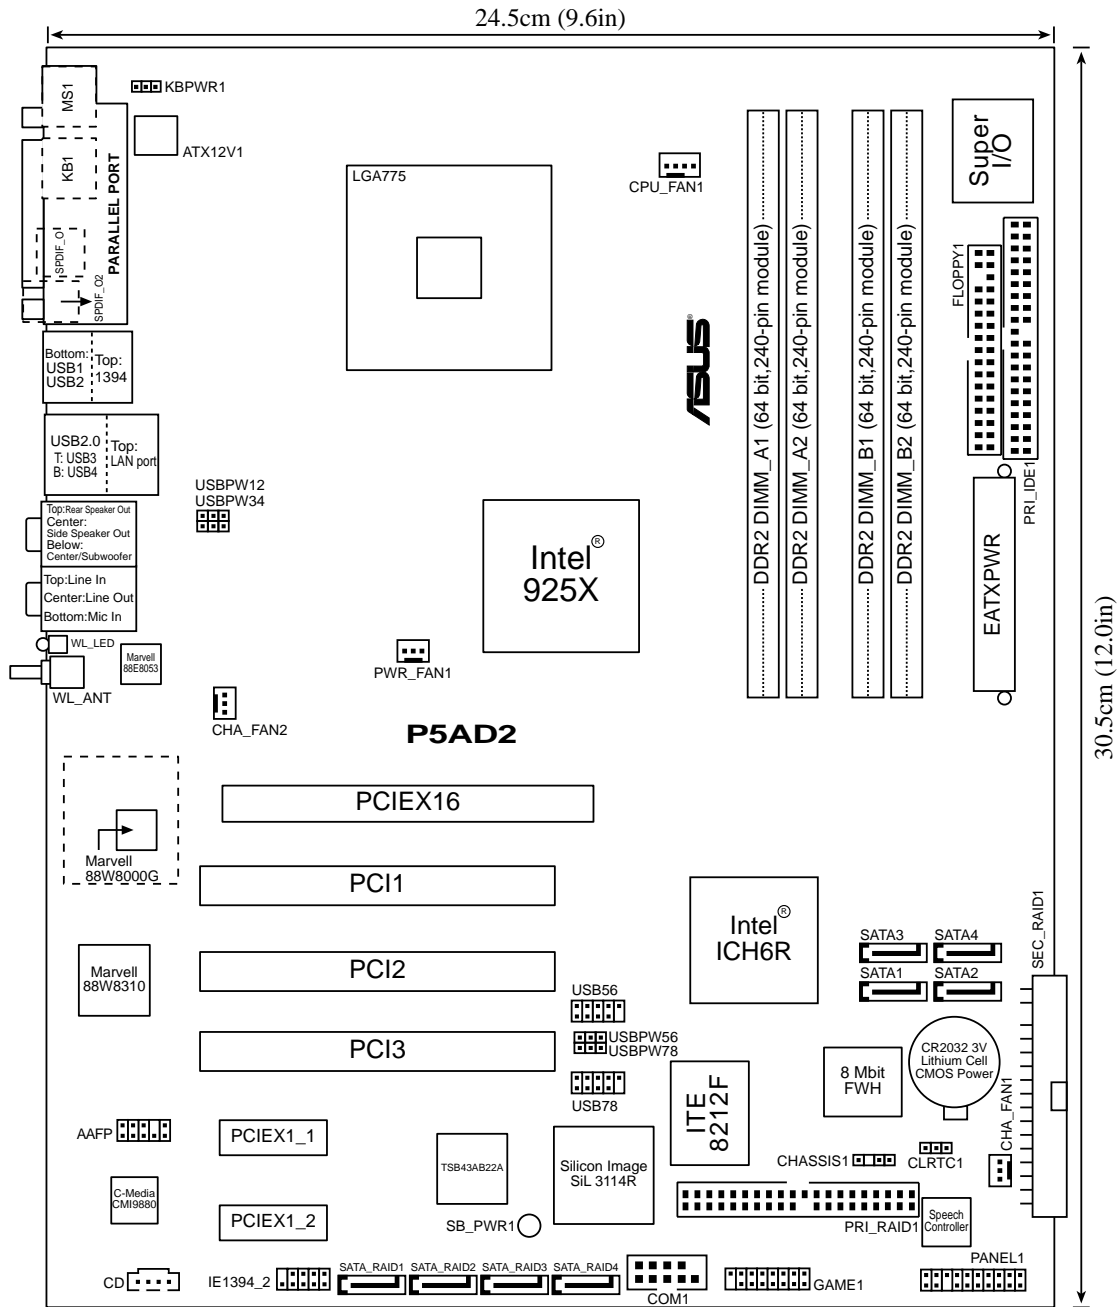 24.5cm (9.6in)
KBPWR1
MS1
ATX12V1
KB1
PARALLEL PORT
SPDIF_O1
SPDIF_O2
LGA775
CPU_FAN1
Super
I/O
FLOPPY1
PRI_IDE1
DDR2 DIMM_A1 (64 bit,240-pin module)
DDR2 DIMM_A2 (64 bit,240-pin module)
DDR2 DIMM_B1 (64 bit,240-pin module)
DDR2 DIMM_B2 (64 bit,240-pin module)
ASUS®
Bottom:
USB1
USB2
Top:
1394
USB2.0
T: USB3
B: USB4
Top:
LAN port
USBPW12
USBPW34
Top:Rear Speaker Out
Center:
Side Speaker Out
Below:
Center/Subwoofer
Top:Line In
Center:Line Out
Bottom:Mic In
Intel®
925X
EATXPWR
30.5cm (12.0in)
WL_LED
Marvell
88E8053
WL_ANT
PWR_FAN1
CHA_FAN2
P5AD2
PCIEX16
Marvell
88W8000G
PCI1
Intel®
ICH6R
SATA3
SATA4
SATA1
SATA2
SEC_RAID1
Marvell
88W8310
PCI2
USB56
USBPW56
USBPW78
PCI3
USB78
ITE
8212F
8 Mbit
FWH
CR2032 3V
Lithium Cell
CMOS Power
CHA_FAN1
AAFP
PCIEX1_1
TSB43AB22A
Silicon Image
SiL 3114R
CHASSIS1
CLRTC1
C-Media
CMI9880
PCIEX1_2
SB_PWR1
PRI_RAID1
Speech
Controller
CD
IE1394_2
SATA_RAID1
SATA_RAID2
SATA_RAID3
SATA_RAID4
COM1
GAME1
PANEL1